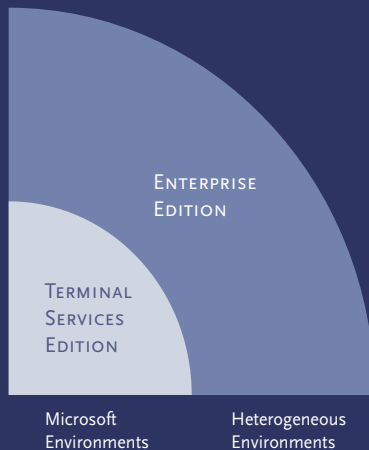 Enterprise
Edition
Terminal
Services
Edition
Microsoft
Environments
Heterogeneous
Environments